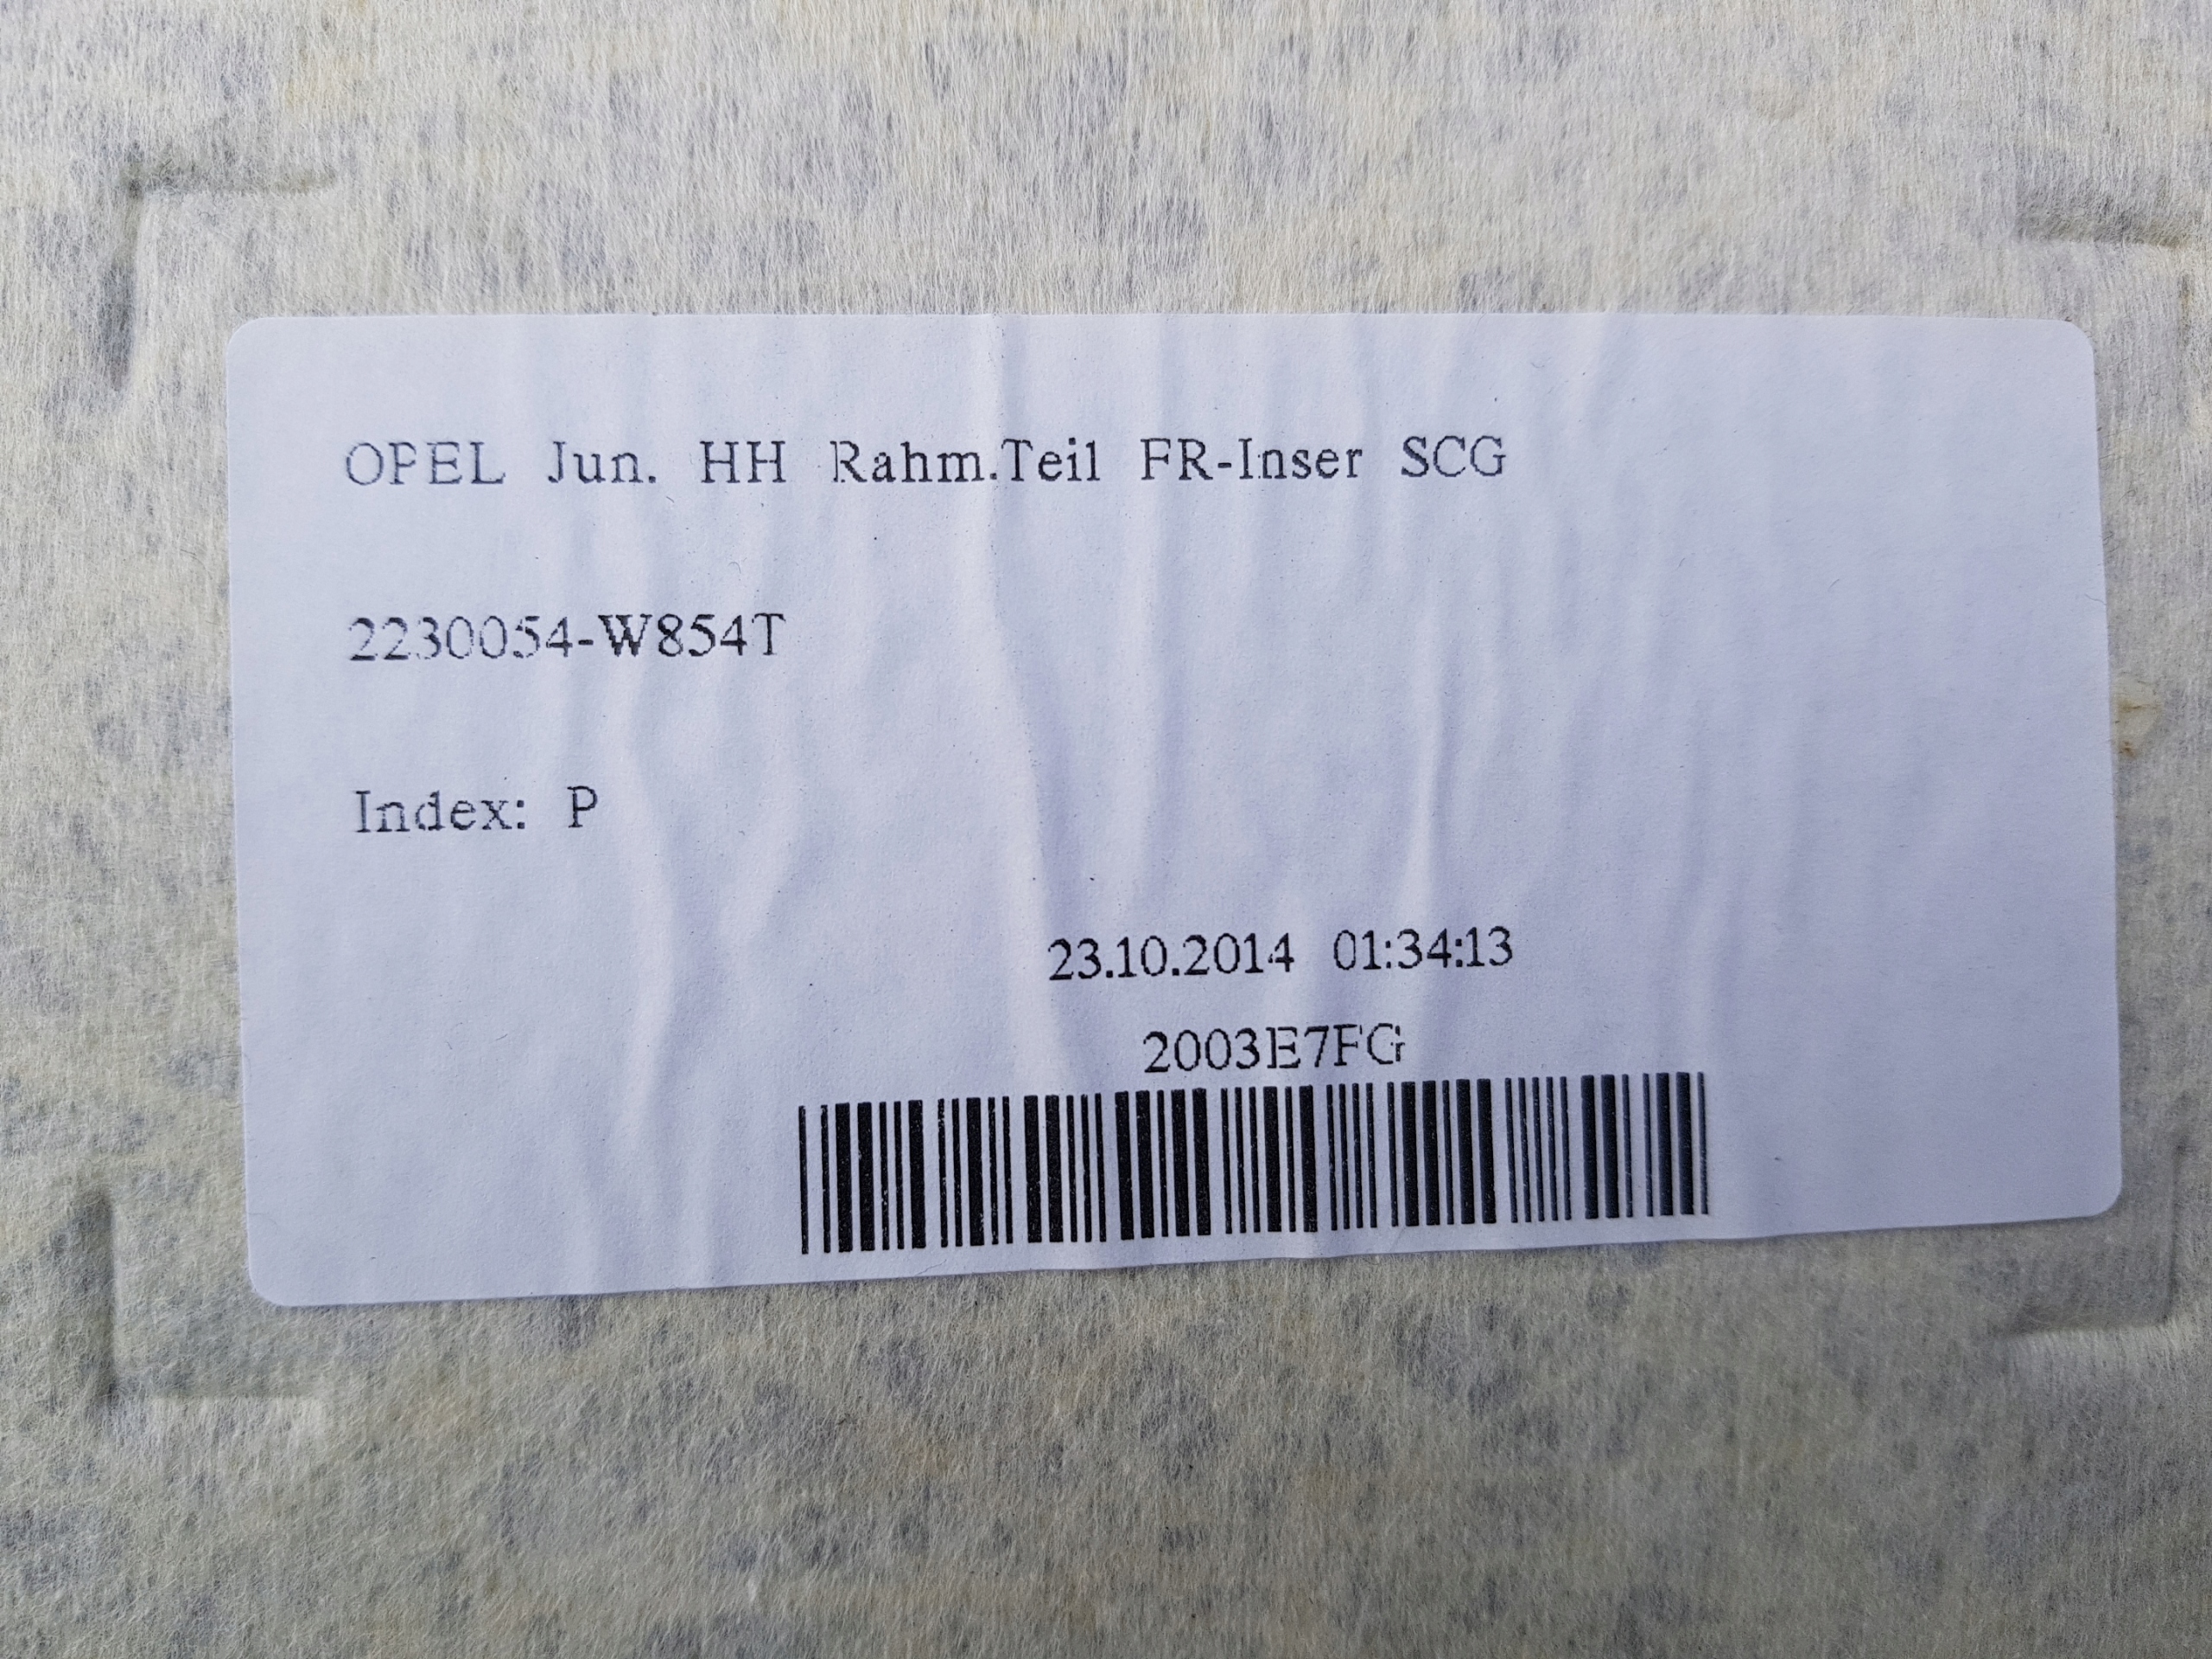 OPEL Jun. HH Rahm.Teil FR-Inser SCG
2230054-W854T
Index: P
23.10.2014 01:34:13
2003E7FG